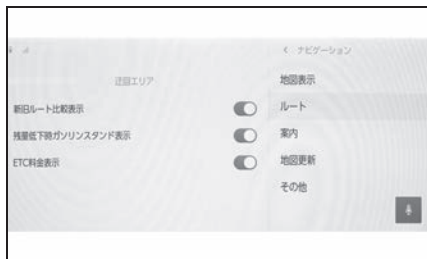 迂回エリア
新旧ルート比較表示
残量低下時ガソリンスタンド表示
ETC料金表示
< ナビゲーション
地図表示
ルート
案内
地図更新
その他